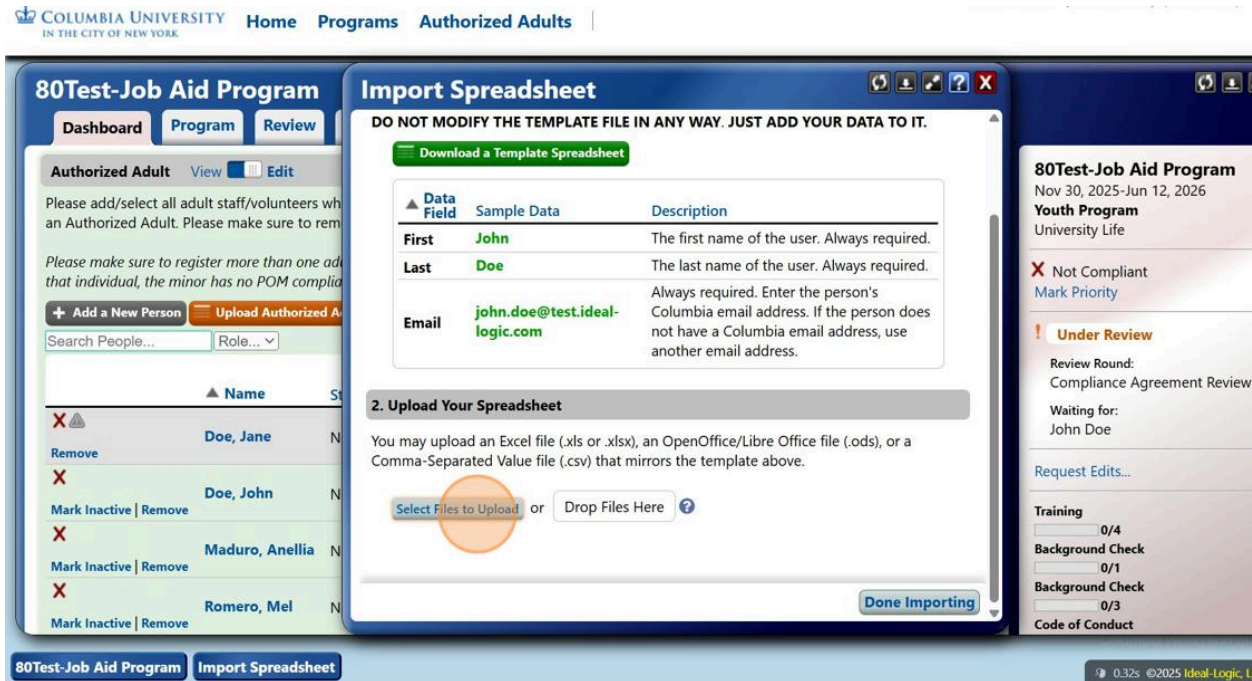 COLUMBIA UNIVERSITY
IN THE CITY OF NEW YORK
Home Programs Authorized Adults
80Test-Job Aid Program
Dashboard Program Review
Authorized Adult View Edit
Please add/select all adult staff/volunteers wh
an Authorized Adult. Please make sure to rem
Please make sure to register more than one adu
that individual, the minor has no POM complia
+ Add a New Person Upload Authorized A
Search People... Role...
▲ Name St
Doe, Jane N
Remove
Doe, John N
Mark Inactive | Remove
Maduro, Anellia N
Mark Inactive | Remove
Romero, Mel N
Mark Inactive | Remove
Import Spreadsheet
DO NOT MODIFY THE TEMPLATE FILE IN ANY WAY. JUST ADD YOUR DATA TO IT.
Download a Template Spreadsheet
▲ Data Field Sample Data Description
First John The first name of the user. Always required.
Last Doe The last name of the user. Always required.
Email john.doe@test.ideal-logic.com Always required. Enter the person's
Columbia email address. If the person does
not have a Columbia email address, use
another email address.
2. Upload Your Spreadsheet
You may upload an Excel file (.xls or .xlsx), an OpenOffice/Libre Office file (.ods), or a
Comma-Separated Value file (.csv) that mirrors the template above.
Select Files to Upload or Drop Files Here ?
Done Importing
80Test-Job Aid Program
Nov 30, 2025-Jun 12, 2026
Youth Program
University Life
X Not Compliant
Mark Priority
! Under Review
Review Round:
Compliance Agreement Review
Waiting for:
John Doe
Request Edits...
Training
0/4
Background Check
0/1
Background Check
0/3
Code of Conduct
80Test-Job Aid Program Import Spreadsheet
0.32s ©2025 Ideal-Logic, L